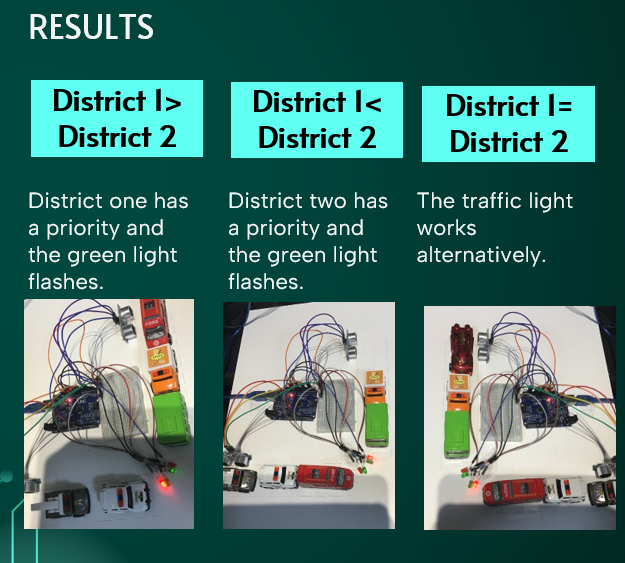 RESULTS
District 1>
District 2
District 1<
District 2
District 1=
District 2
District one has
a priority and
the green light
flashes.
District two has
a priority and
the green light
flashes.
The traffic light
works
alternatively.